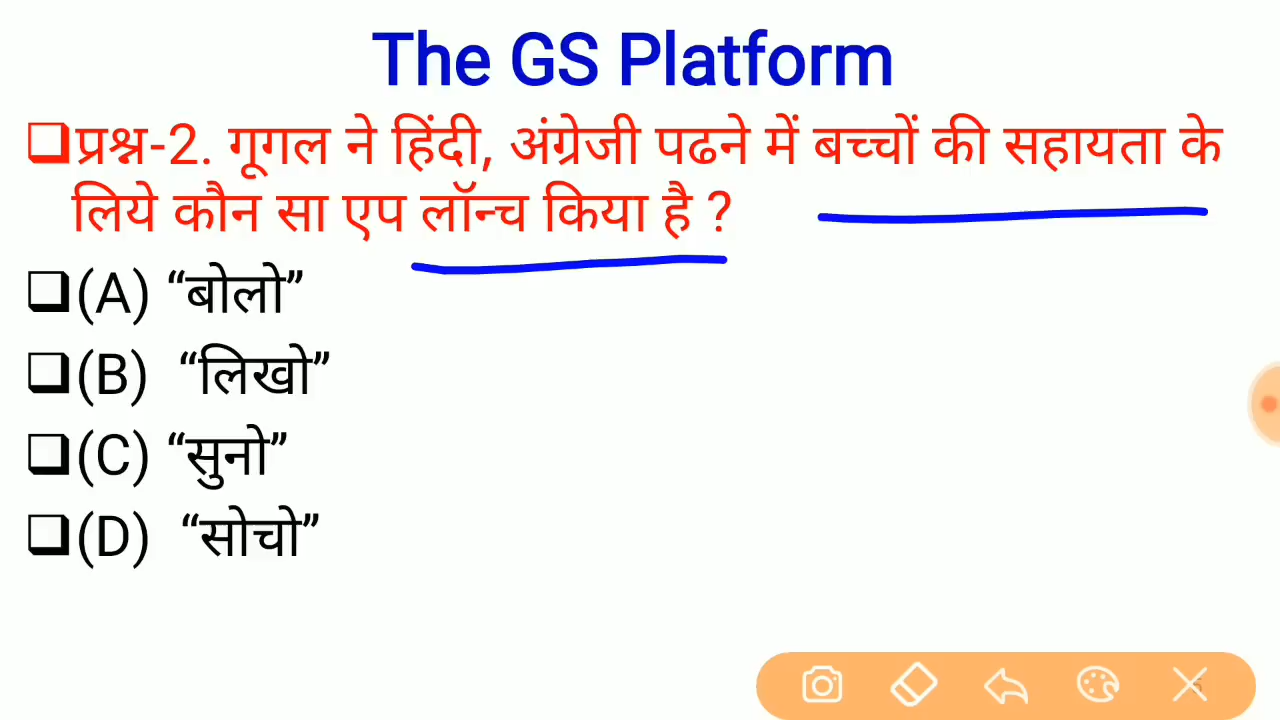 The GS Platform
❑प्रश्न-2. गूगल ने हिंदी, अंग्रेजी पढने में बच्चों की सहायता के
लिये कौन सा एप लॉन्च किया है ?
❑(A) “बोलो”
❑(B) “लिखो”
❑(C) “सुनो”
❑(D) “सोचो”